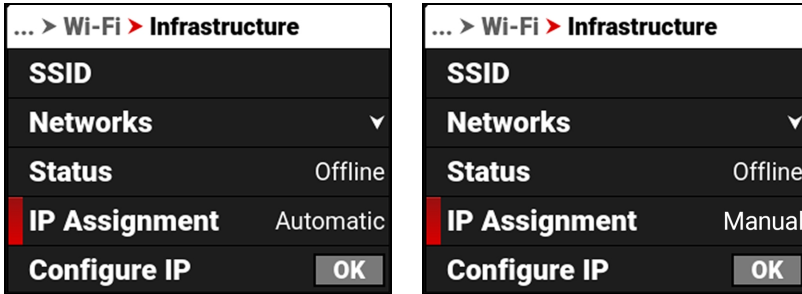 ... > Wi-Fi > Infrastructure
SSID
Networks
Status Offline
IP Assignment Automatic
Configure IP OK
... > Wi-Fi > Infrastructure
SSID
Networks
Status Offline
IP Assignment Manual
Configure IP OK